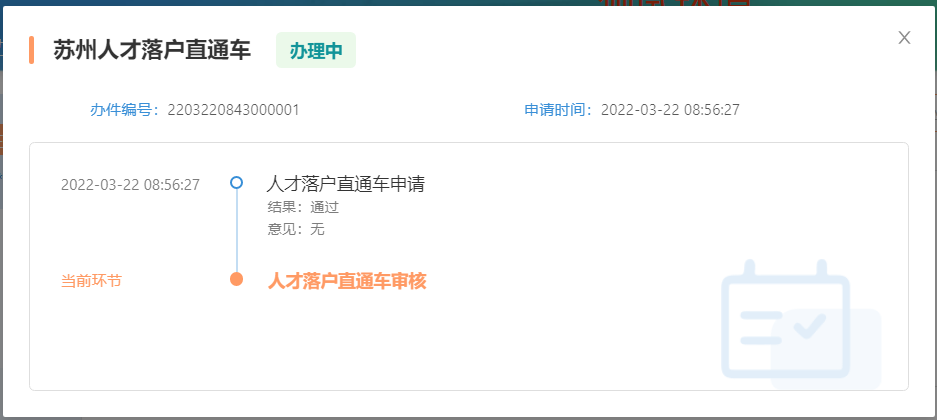 苏州人才落户直通车 办理中
办件编号：2203220843000001 申请时间：2022-03-22 08:56:27
2022-03-22 08:56:27 人才落户直通车申请
结果：通过
意见：无
当前环节 人才落户直通车审核